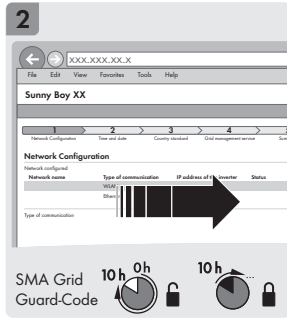 2
xxx.xxx.xx.x
File Edit View Favorites Tools Help
Sunny Boy XX
1 2 3 4
Network Configuration Time and date Country standard Grid management service
Network Configuration
Network configured
Network name Type of communication IP address of the inverter Status
WLAN
Type of communication
SMA Grid
Guard-Code
10 h 0h
10 h ...